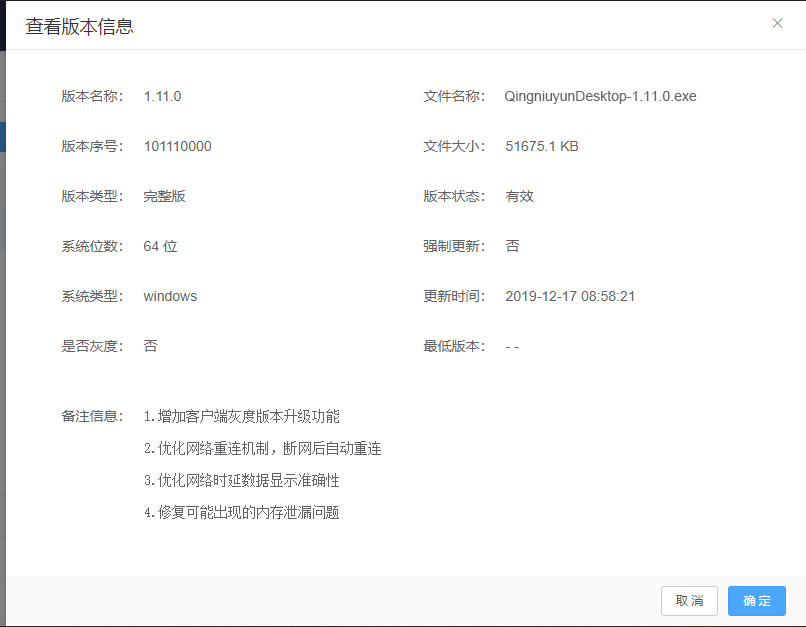 查看版本信息
版本名称： 1.11.0 文件名称： QingniuyunDesktop-1.11.0.exe
版本序号： 101110000 文件大小： 51675.1 KB
版本类型： 完整版 版本状态： 有效
系统位数： 64 位 强制更新： 否
系统类型： windows 更新时间： 2019-12-17 08:58:21
是否灰度： 否 最低版本： - -
备注信息： 1.增加客户端灰度版本升级功能
2.优化网络重连机制，断网后自动重连
3.优化网络时延数据显示准确性
4.修复可能出现的内存泄漏问题
取消 确定